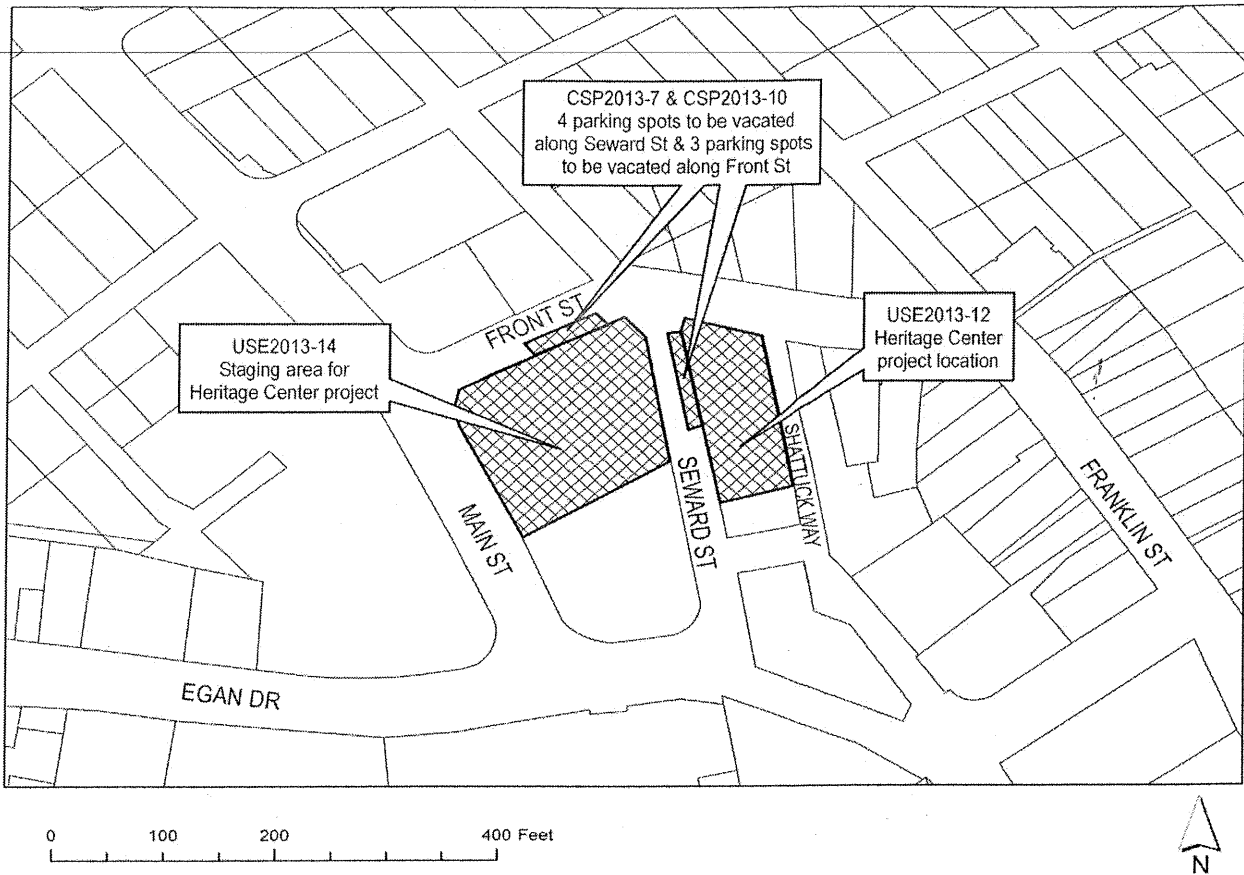 CSP2013-7 & CSP2013-10
4 parking spots to be vacated
along Seward St & 3 parking spots
to be vacated along Front St
USE2013-14
Staging area for
Heritage Center project
USE2013-12
Heritage Center
project location
FRONT ST
MAIN ST
SEWARD ST
SHATTUCK WAY
FRANKLIN ST
EGAN DR
0 100 200 400 Feet
N